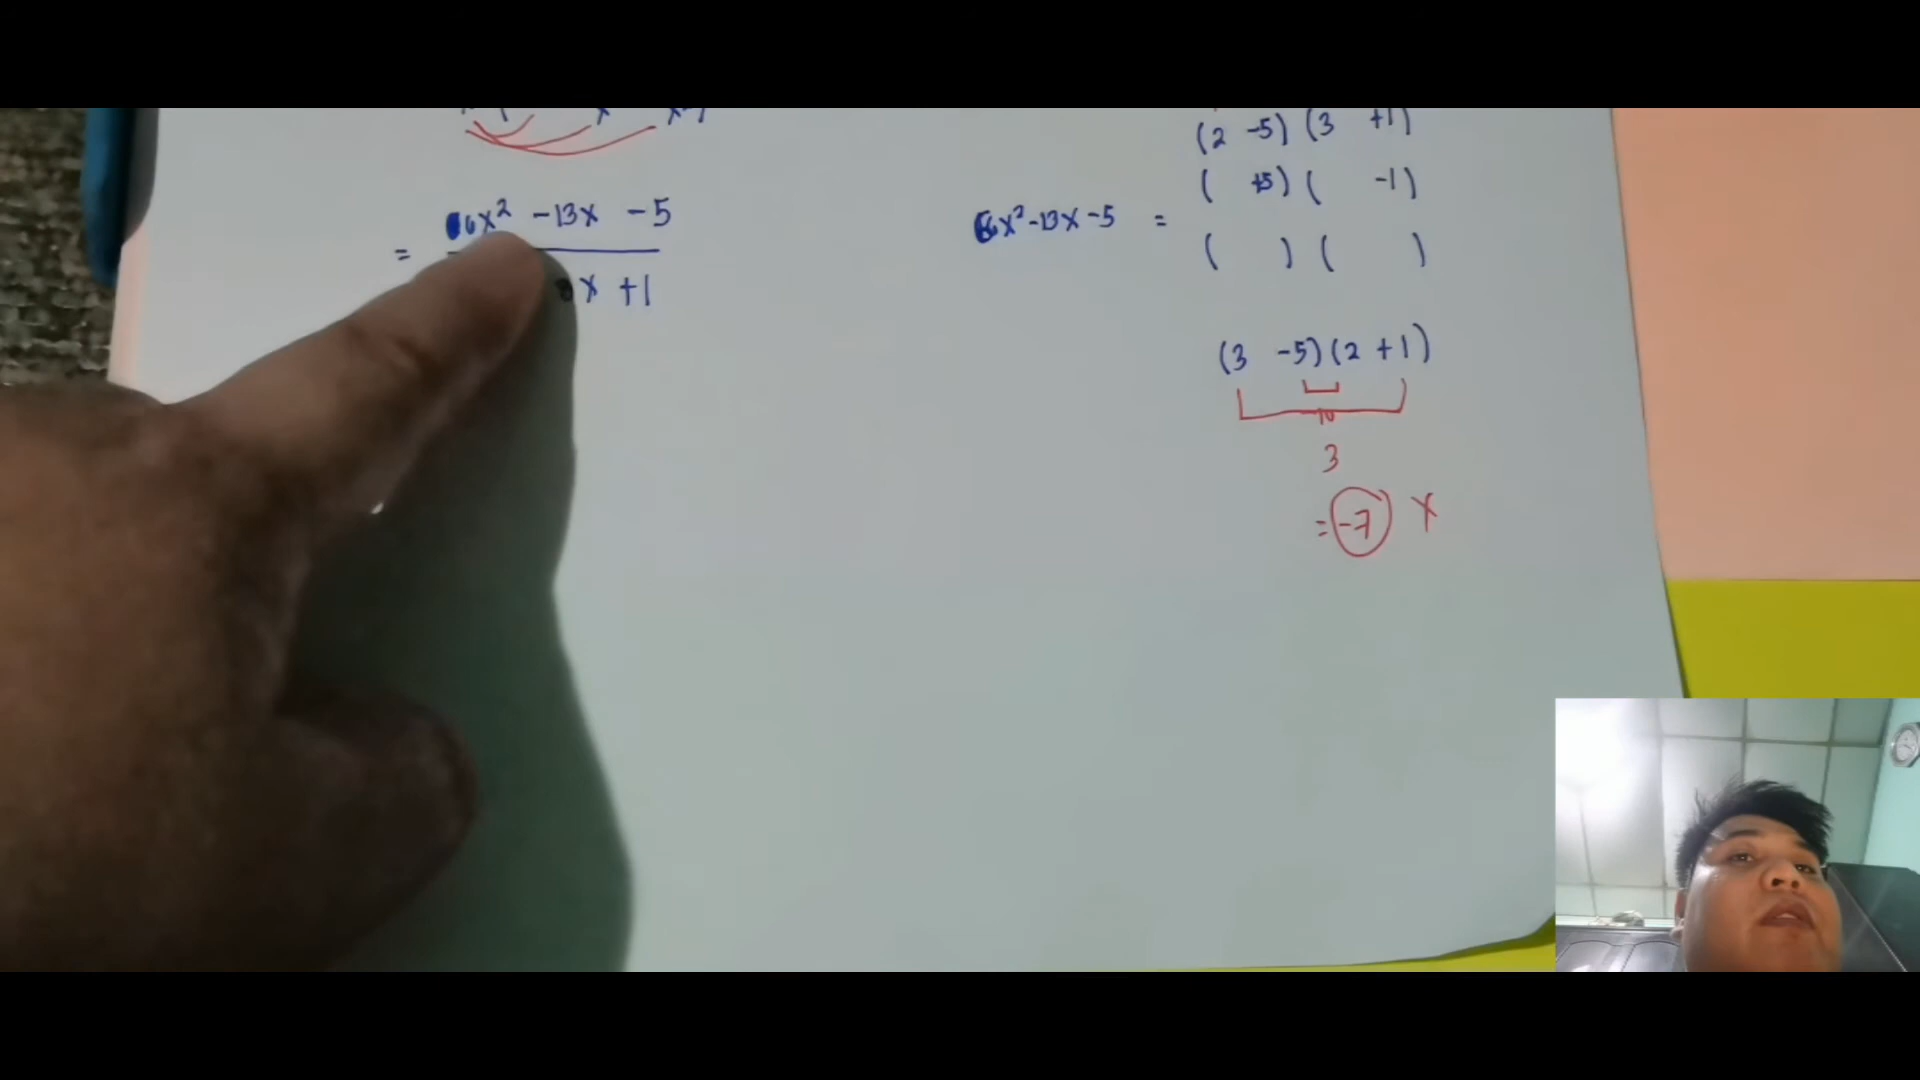 (2 -5) (3 +1)
( +5) ( -1)
6x² -13x -5
=
x +1
6x² -13x -5 =
( ) ( )
(3 -5) (2 +1)
-10
3
= -7 x